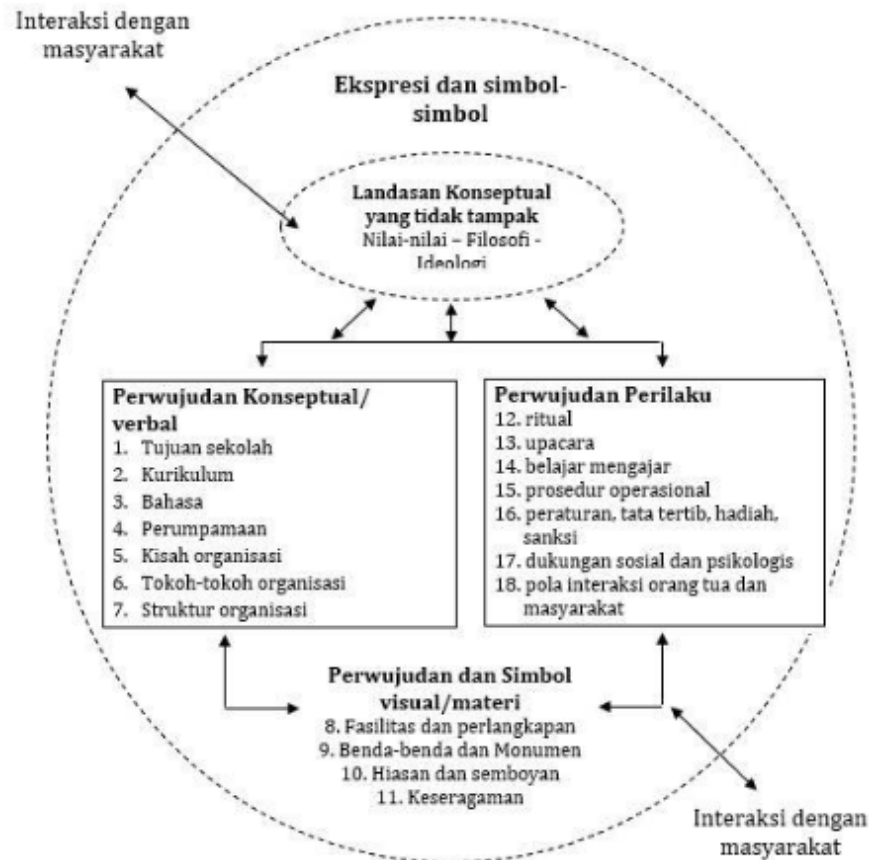 Interaksi dengan
masyarakat
Ekspresi dan simbol-
simbol
Landasan Konseptual
yang tidak tampak
Nilai-nilai – Filosofi -
Ideologi
Perwujudan Konseptual/
verbal
1. Tujuan sekolah
2. Kurikulum
3. Bahasa
4. Perumpamaan
5. Kisah organisasi
6. Tokoh-tokoh organisasi
7. Struktur organisasi
Perwujudan Perilaku
12. ritual
13. upacara
14. belajar mengajar
15. prosedur operasional
16. peraturan, tata tertib, hadiah,
sanksi
17. dukungan sosial dan psikologis
18. pola interaksi orang tua dan
masyarakat
Perwujudan dan Simbol
visual/materi
8. Fasilitas dan perlangkapan
9. Benda-benda dan Monumen
10. Hiasan dan semboyan
11. Keseragaman
Interaksi dengan
masyarakat